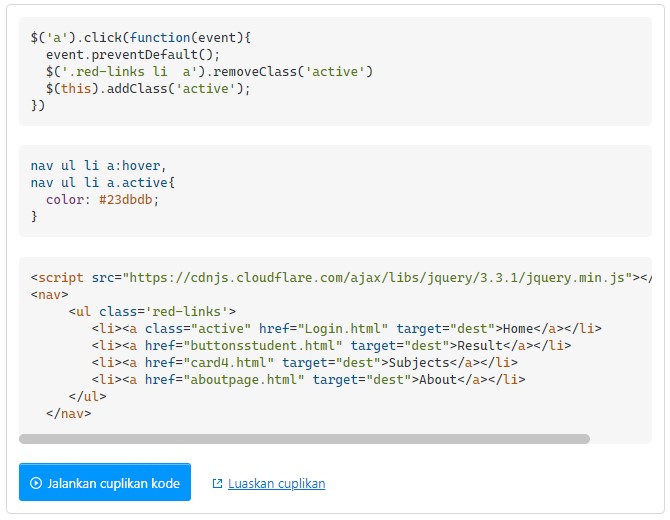 $('a').click(function(event){
  event.preventDefault();
  $('.red-links li  a').removeClass('active')
  $(this).addClass('active');
})
nav ul li a:hover,
nav ul li a.active{
  color: #23dbdb;
}
<script src="https://cdnjs.cloudflare.com/ajax/libs/jquery/3.3.1/jquery.min.js"></
<nav>
     <ul class='red-links'>
        <li><a class="active" href="Login.html" target="dest">Home</a></li>
        <li><a href="buttonsstudent.html" target="dest">Result</a></li>
        <li><a href="card4.html" target="dest">Subjects</a></li>
        <li><a href="aboutpage.html" target="dest">About</a></li>
     </ul>
  </nav>
Jalankan cuplikan kode
Luaskan cuplikan